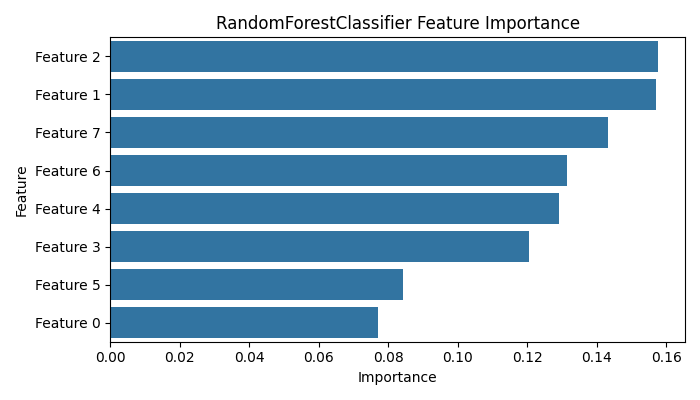 RandomForestClassifier Feature Importance
Feature
Feature 2
Feature 1
Feature 7
Feature 6
Feature 4
Feature 3
Feature 5
Feature 0
0.00 0.02 0.04 0.06 0.08 0.10 0.12 0.14 0.16
Importance